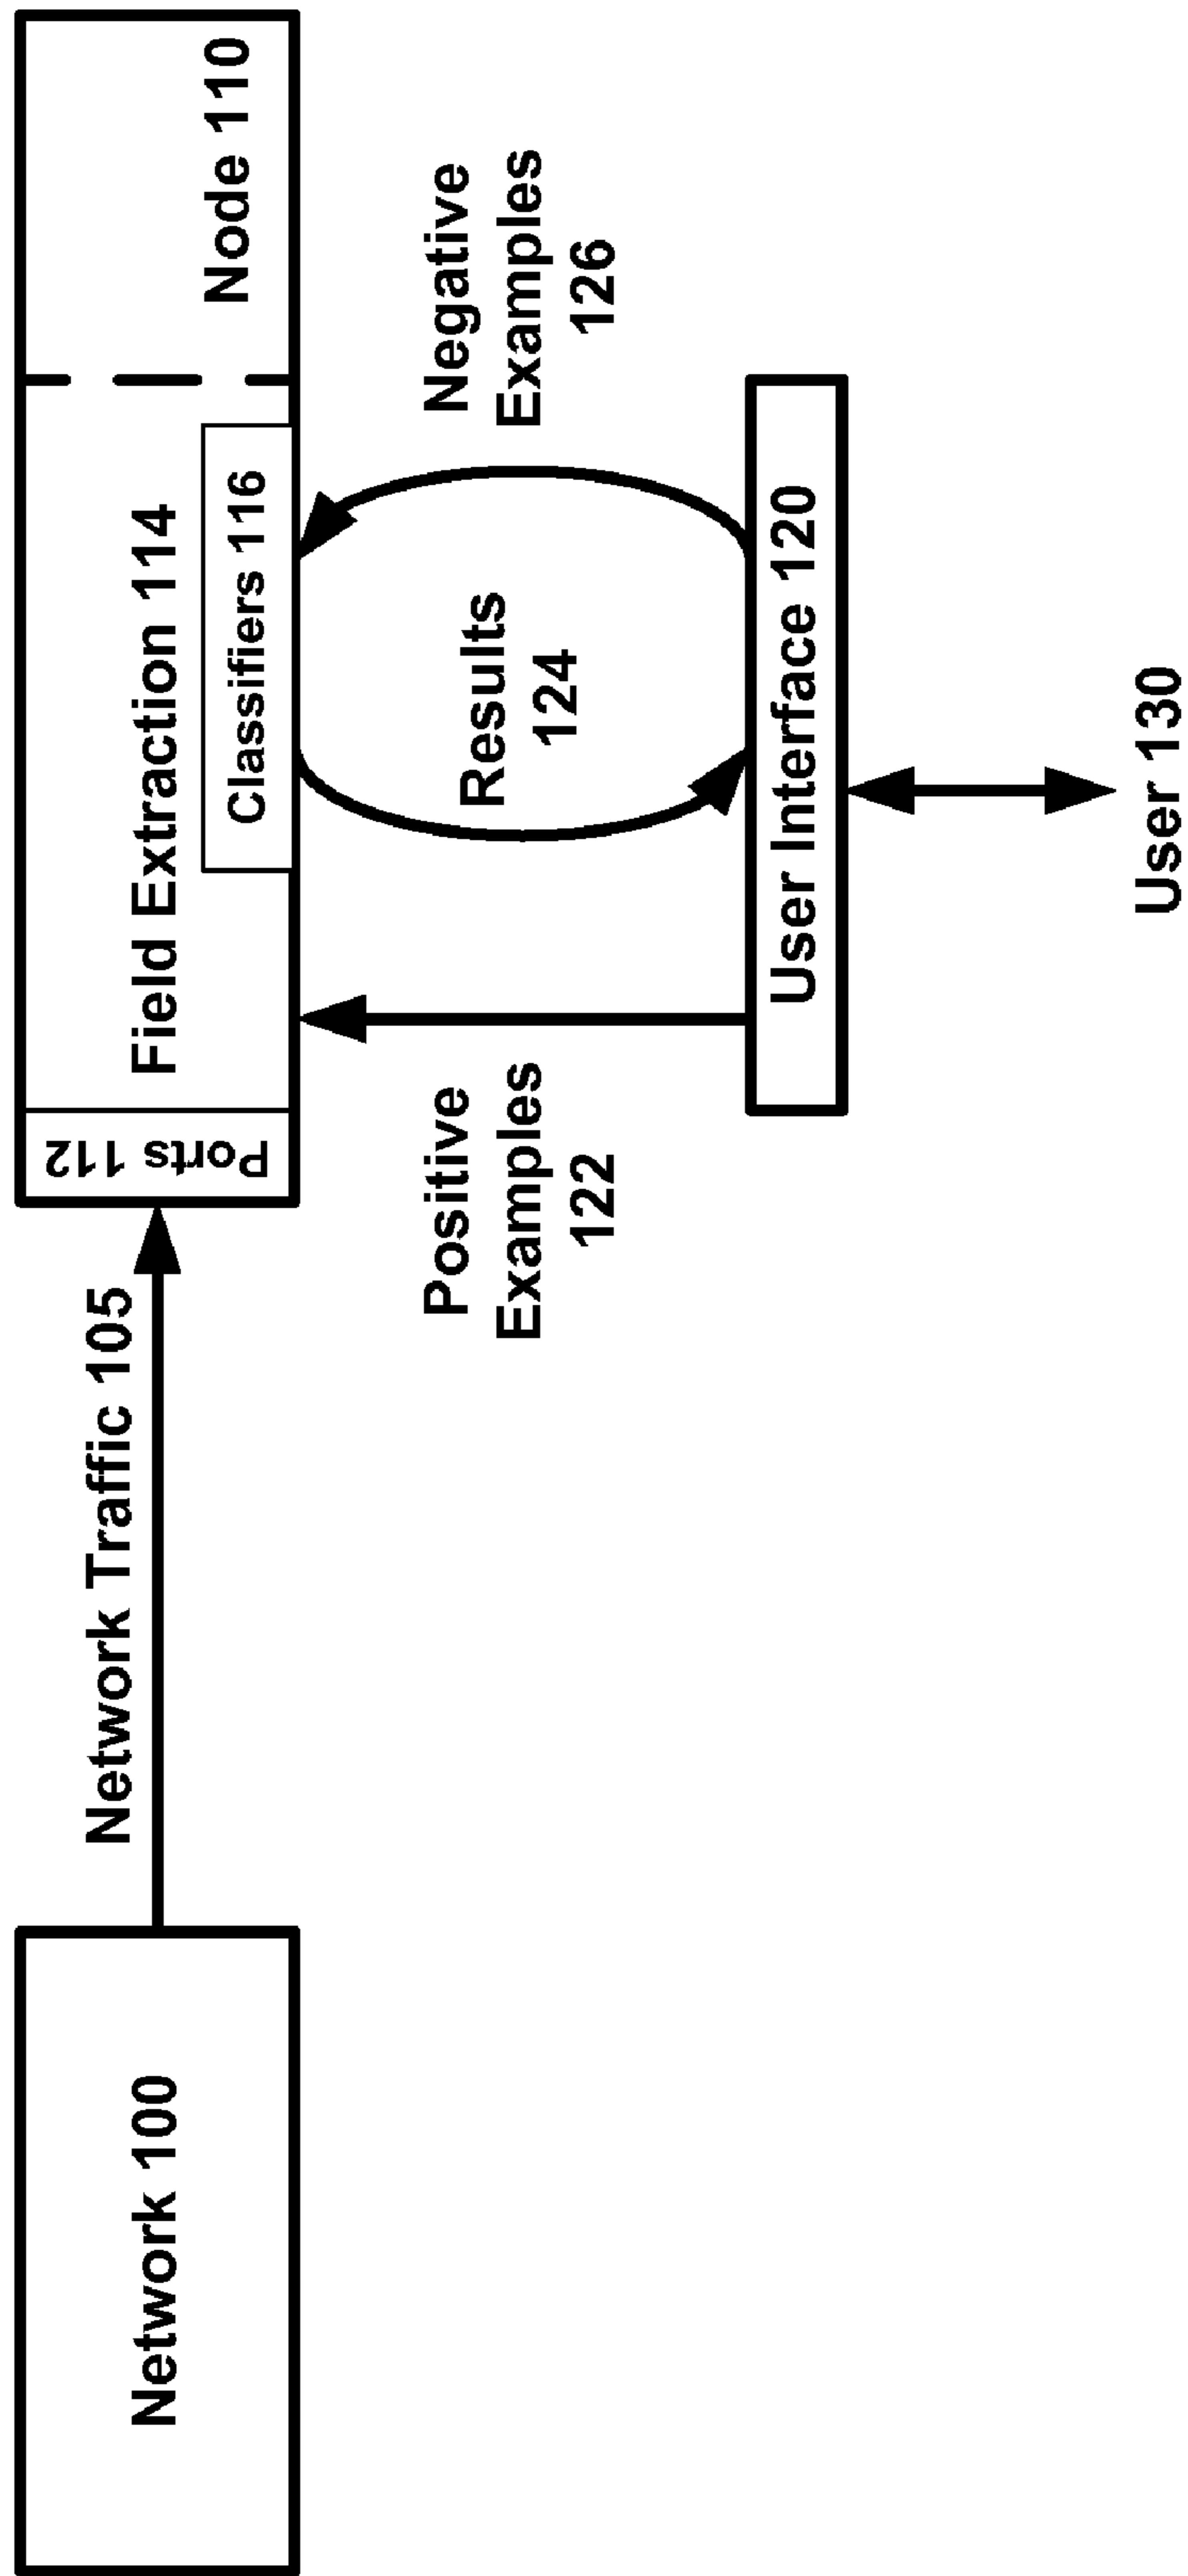 Network 100
Network Traffic 105
Ports 112
Field Extraction 114
Classifiers 116
Node 110
Positive
Examples
122
Results
124
Negative
Examples
126
User Interface 120
User 130